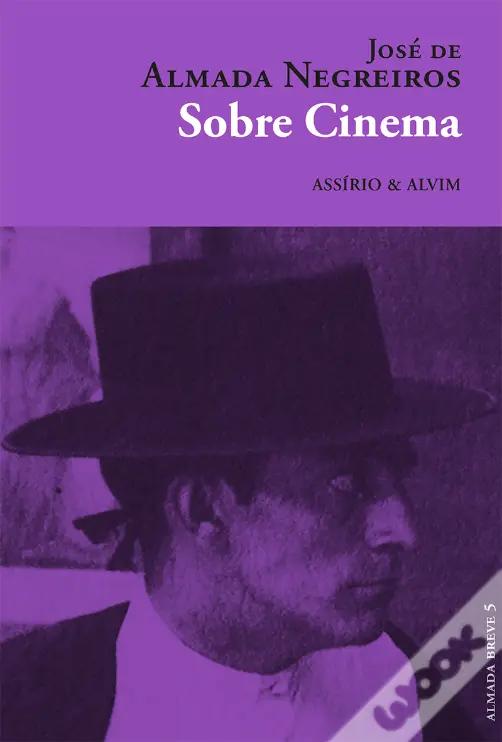 José de
Almada Negreiros
Sobre Cinema
ASSÍRIO & ALVIM
ALMADA BREVE 5
WOOK